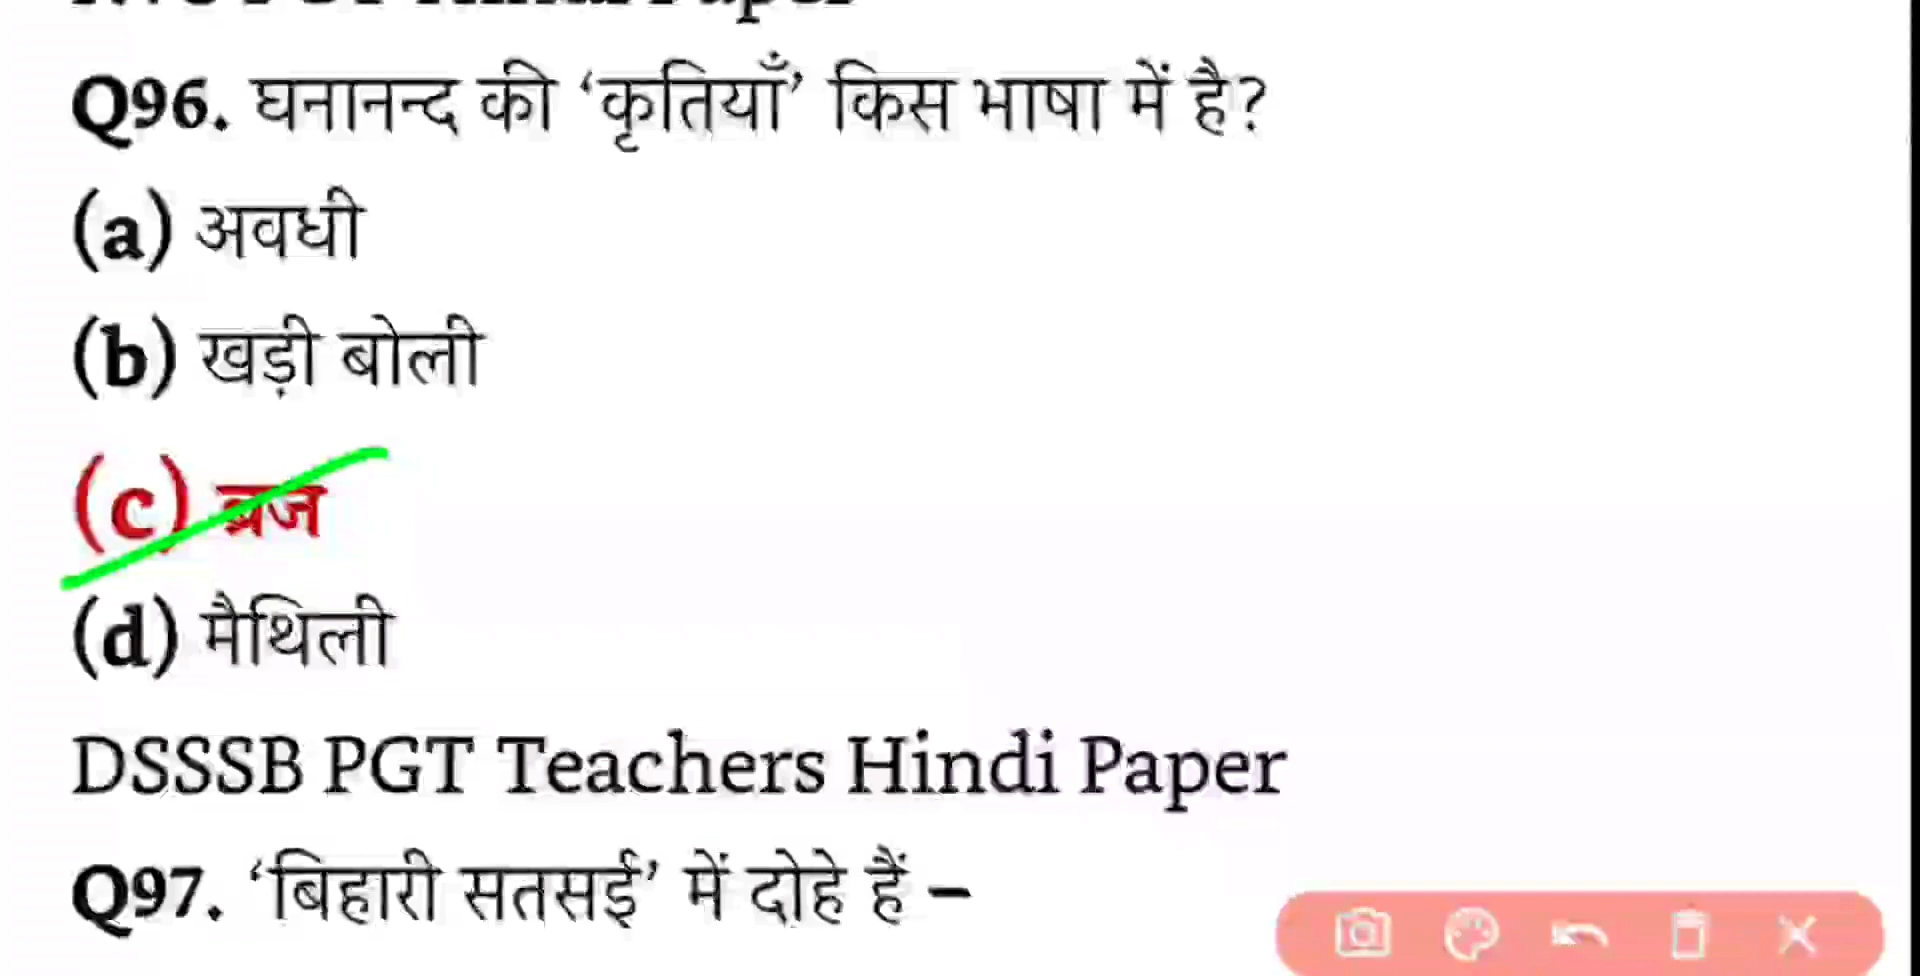 Q96. घनानन्द की ‘कृतियाँ’ किस भाषा में है?
(a) अवधी
(b) खड़ी बोली
(c) ब्रज
(d) मैथिली
DSSSB PGT Teachers Hindi Paper
Q97. ‘बिहारी सतसई’ में दोहे हैं –